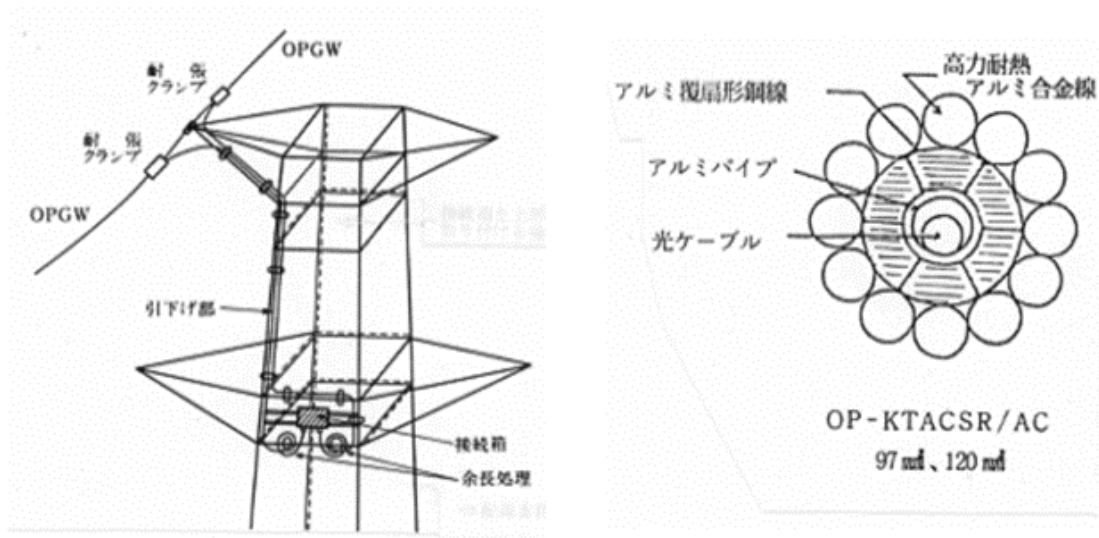 OPGW
耐 張
クランプ
耐 張
クランプ
OPGW
引下げ部
接続箱
余長処理
高力耐熱
アルミ合金線
アルミ覆扇形鋼線
アルミパイプ
光ケーブル
OP-KTACSR/AC
97㎟、120㎟